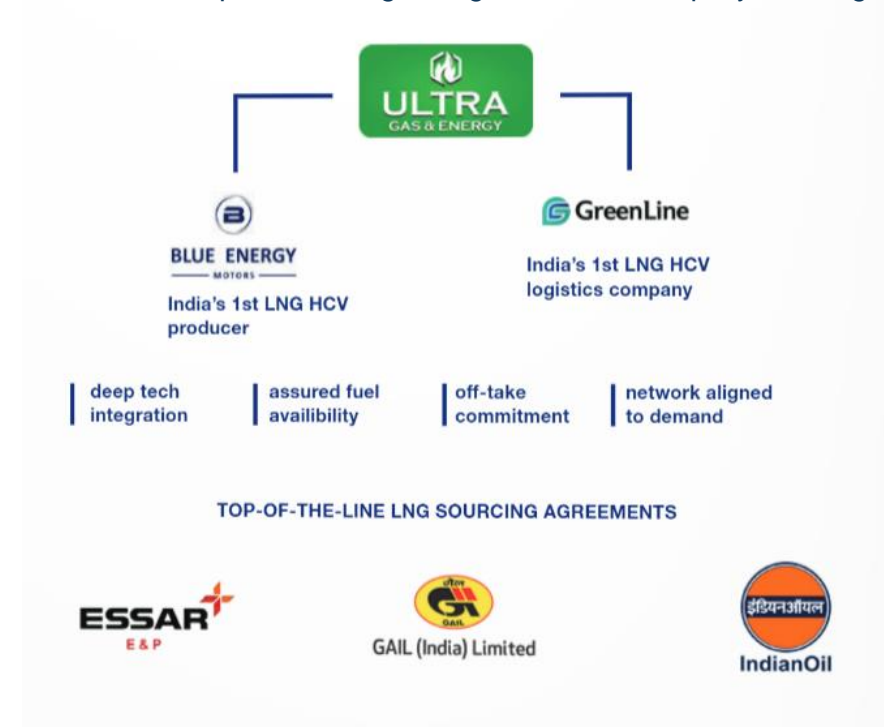 ULTRA
GAS & ENERGY
BLUE ENERGY
MOTORS
India's 1st LNG HCV
producer
GreenLine
India's 1st LNG HCV
logistics company
deep tech
integration
assured fuel
availibility
off-take
commitment
network aligned
to demand
TOP-OF-THE-LINE LNG SOURCING AGREEMENTS
ESSAR
E & P
गेल
GAIL
GAIL (India) Limited
इंडियनऑयल
IndianOil